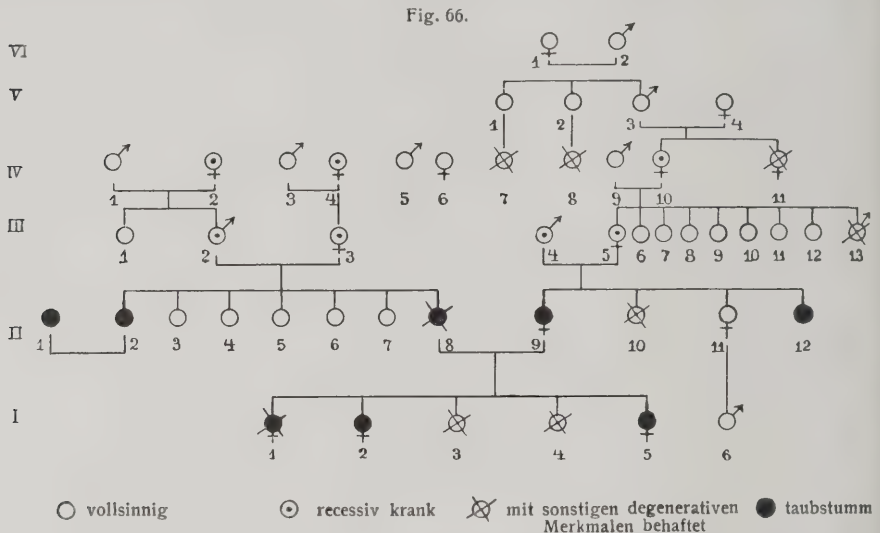 Fig. 66.
VI
1 2
V
1 2 3 4
IV
1 2 3 4 5 6 7 8 9 10 11
III
1 2 3 4 5 6 7 8 9 10 11 12 13
II
1 2 3 4 5 6 7 8 9 10 11 12
I
1 2 3 4 5 6
vollsinnig recessiv krank mit sonstigen degenerativen taubstumm
Merkmalen behaftet